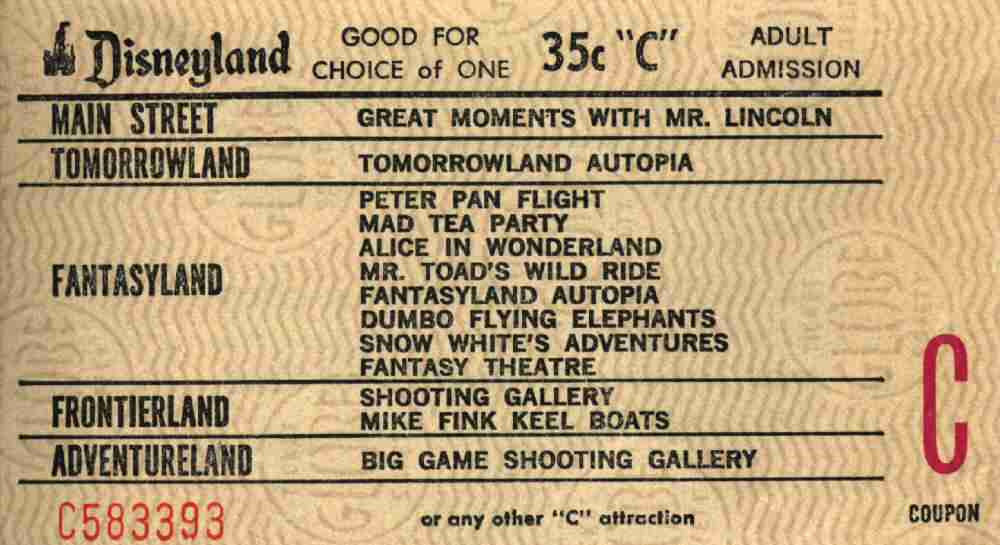 Disneyland GOOD FOR CHOICE of ONE 35c "C" ADULT ADMISSION
MAIN STREET GREAT MOMENTS WITH MR. LINCOLN
TOMORROWLAND TOMORROWLAND AUTOPIA
FANTASYLAND
PETER PAN FLIGHT
MAD TEA PARTY
ALICE IN WONDERLAND
MR. TOAD'S WILD RIDE
FANTASYLAND AUTOPIA
DUMBO FLYING ELEPHANTS
SNOW WHITE'S ADVENTURES
FANTASY THEATRE
FRONTIERLAND
SHOOTING GALLERY
MIKE FINK KEEL BOATS
ADVENTURELAND BIG GAME SHOOTING GALLERY
C583393
or any other "C" attraction
C
COUPON